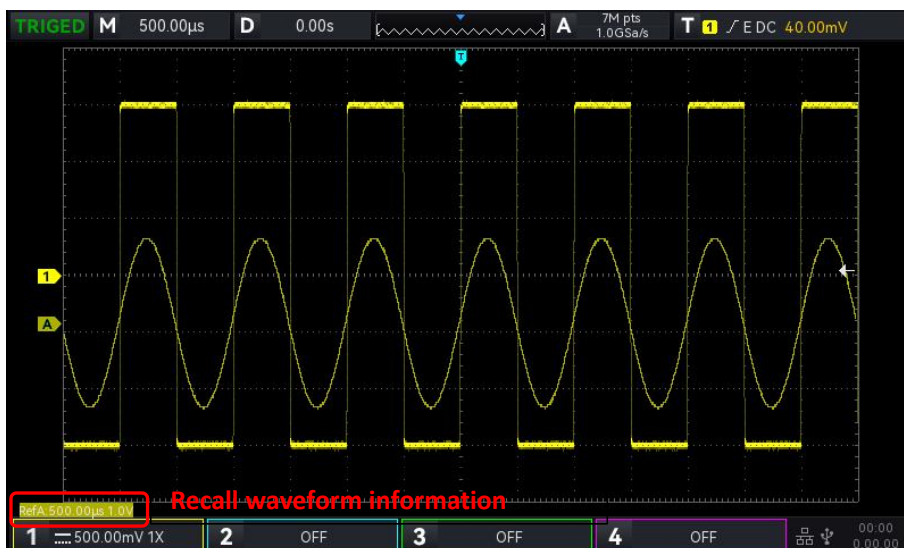 TRIGED M 500.00µs D 0.00s A 7M pts 1.0GSa/s T 1 E DC 40.00mV
T
1
A
RefA:500.00µs 1.0V Recall waveform information
1 500.00mV 1X 2 OFF 3 OFF 4 OFF 00:00
0.00.00